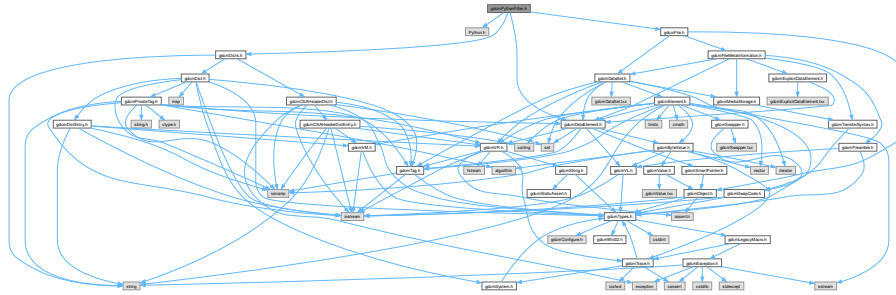 gdcmPythonFilter.h
Python.h
gdcmFile.h
gdcmDicts.h
gdcmFileMetaInformation.h
gdcmDict.h
gdcmDataSet.h
gdcmExplicitDataElement.h
gdcmPrivateTag.h
map
gdcmCSAHeaderDict.h
gdcmDataSet.txx
gdcmElement.h
gdcmMediaStorage.h
gdcmExplicitDataElement.txx
gdcmDictEntry.h
string.h
ctype.h
gdcmCSAHeaderDictEntry.h
gdcmDataElement.h
limits
cmath
gdcmSwapper.h
gdcmTransferSyntax.h
gdcmVM.h
gdcmVR.h
cstring
set
gdcmByteValue.h
gdcmSwapper.txx
gdcmPreamble.h
gdcmTag.h
fstream
algorithm
gdcmString.h
gdcmVL.h
gdcmValue.h
gdcmSmartPointer.h
vector
iterator
iomanip
gdcmStaticAssert.h
gdcmValue.txx
gdcmObject.h
gdcmSwapCode.h
iostream
gdcmTypes.h
assert.h
gdcmConfigure.h
gdcmWin32.h
cstdint
gdcmLegacyMacro.h
gdcmTrace.h
gdcmException.h
string
gdcmSystem.h
iosfwd
exception
cassert
cstdlib
stdexcept
sstream